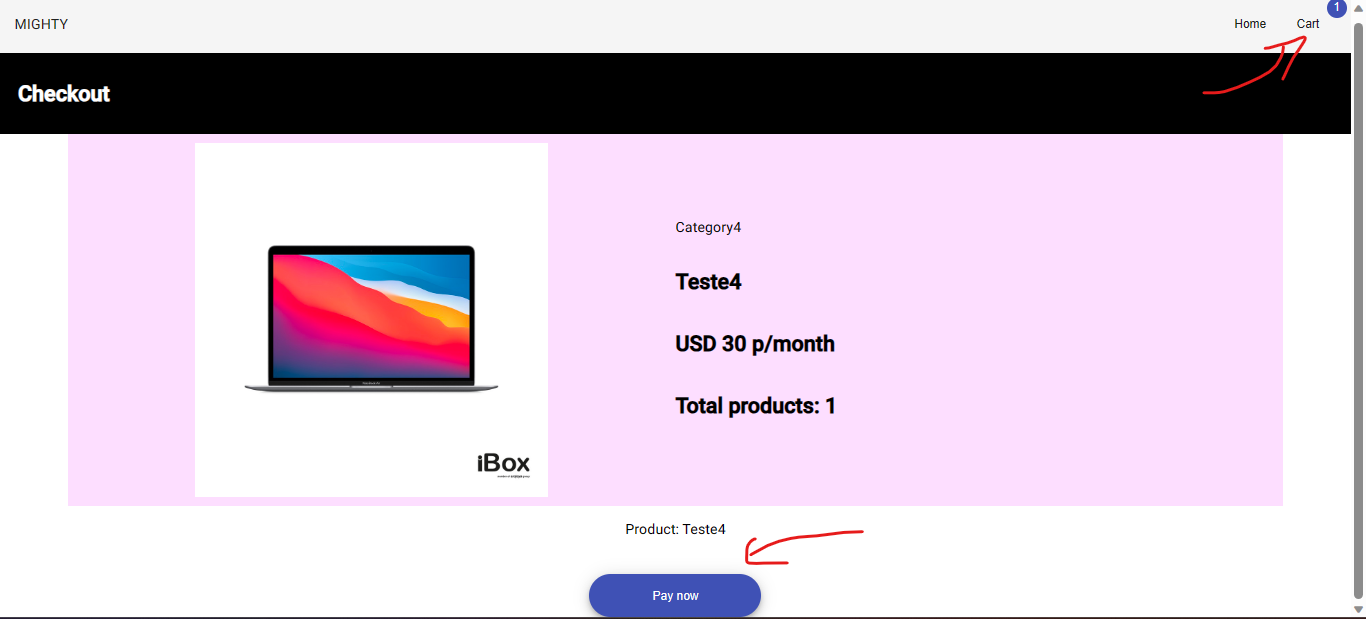 MIGHTY
Home
Cart
1
Checkout
Category4
Teste4
USD 30 p/month
Total products: 1
iBox
Product: Teste4
Pay now